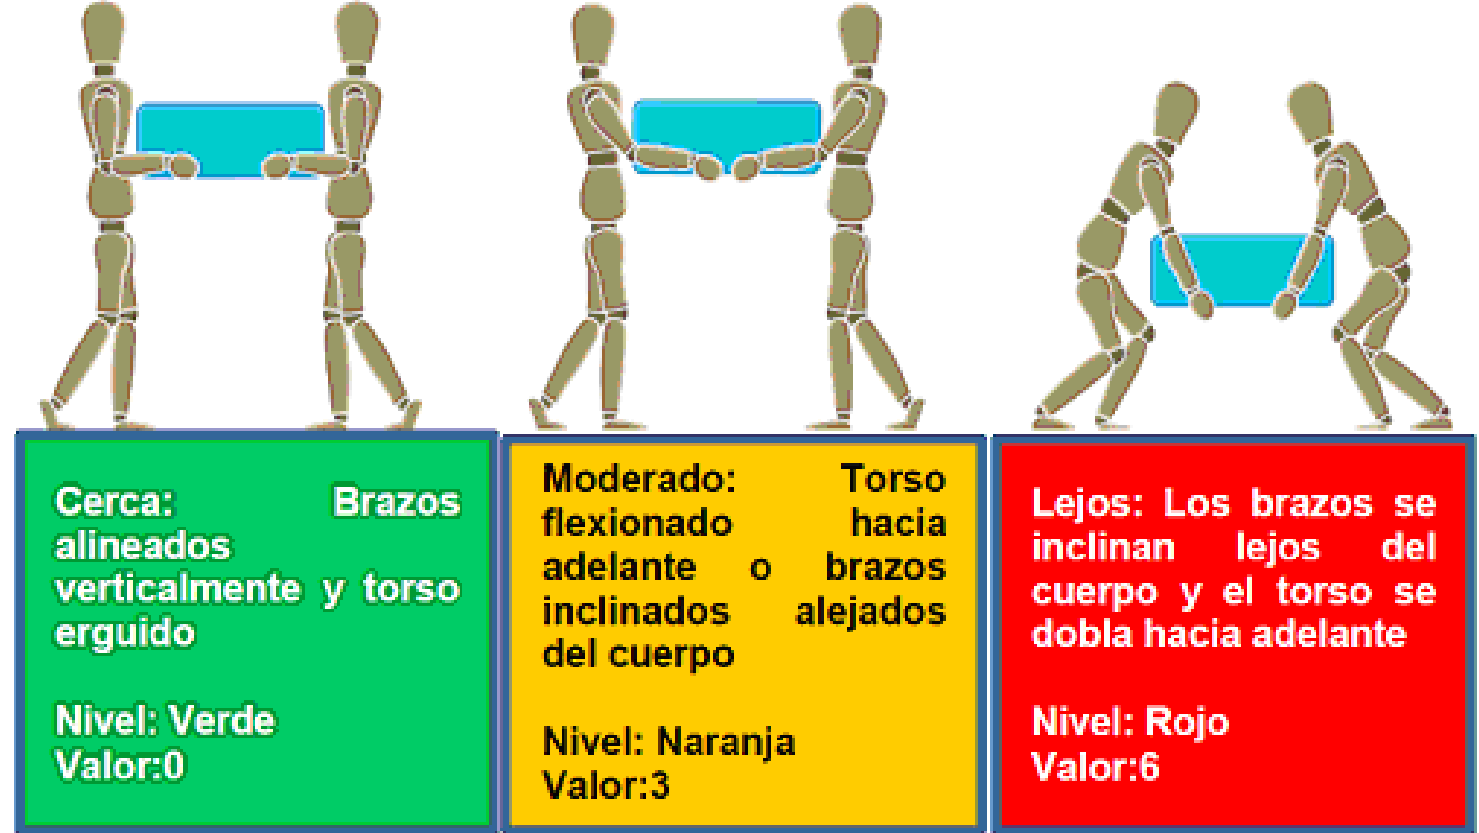 Cerca: Brazos
alineados
verticalmente y torso
erguido
Nivel: Verde
Valor:0
Moderado: Torso
flexionado hacia
adelante o brazos
inclinados alejados
del cuerpo
Nivel: Naranja
Valor:3
Lejos: Los brazos se
inclinan lejos del
cuerpo y el torso se
dobla hacia adelante
Nivel: Rojo
Valor:6